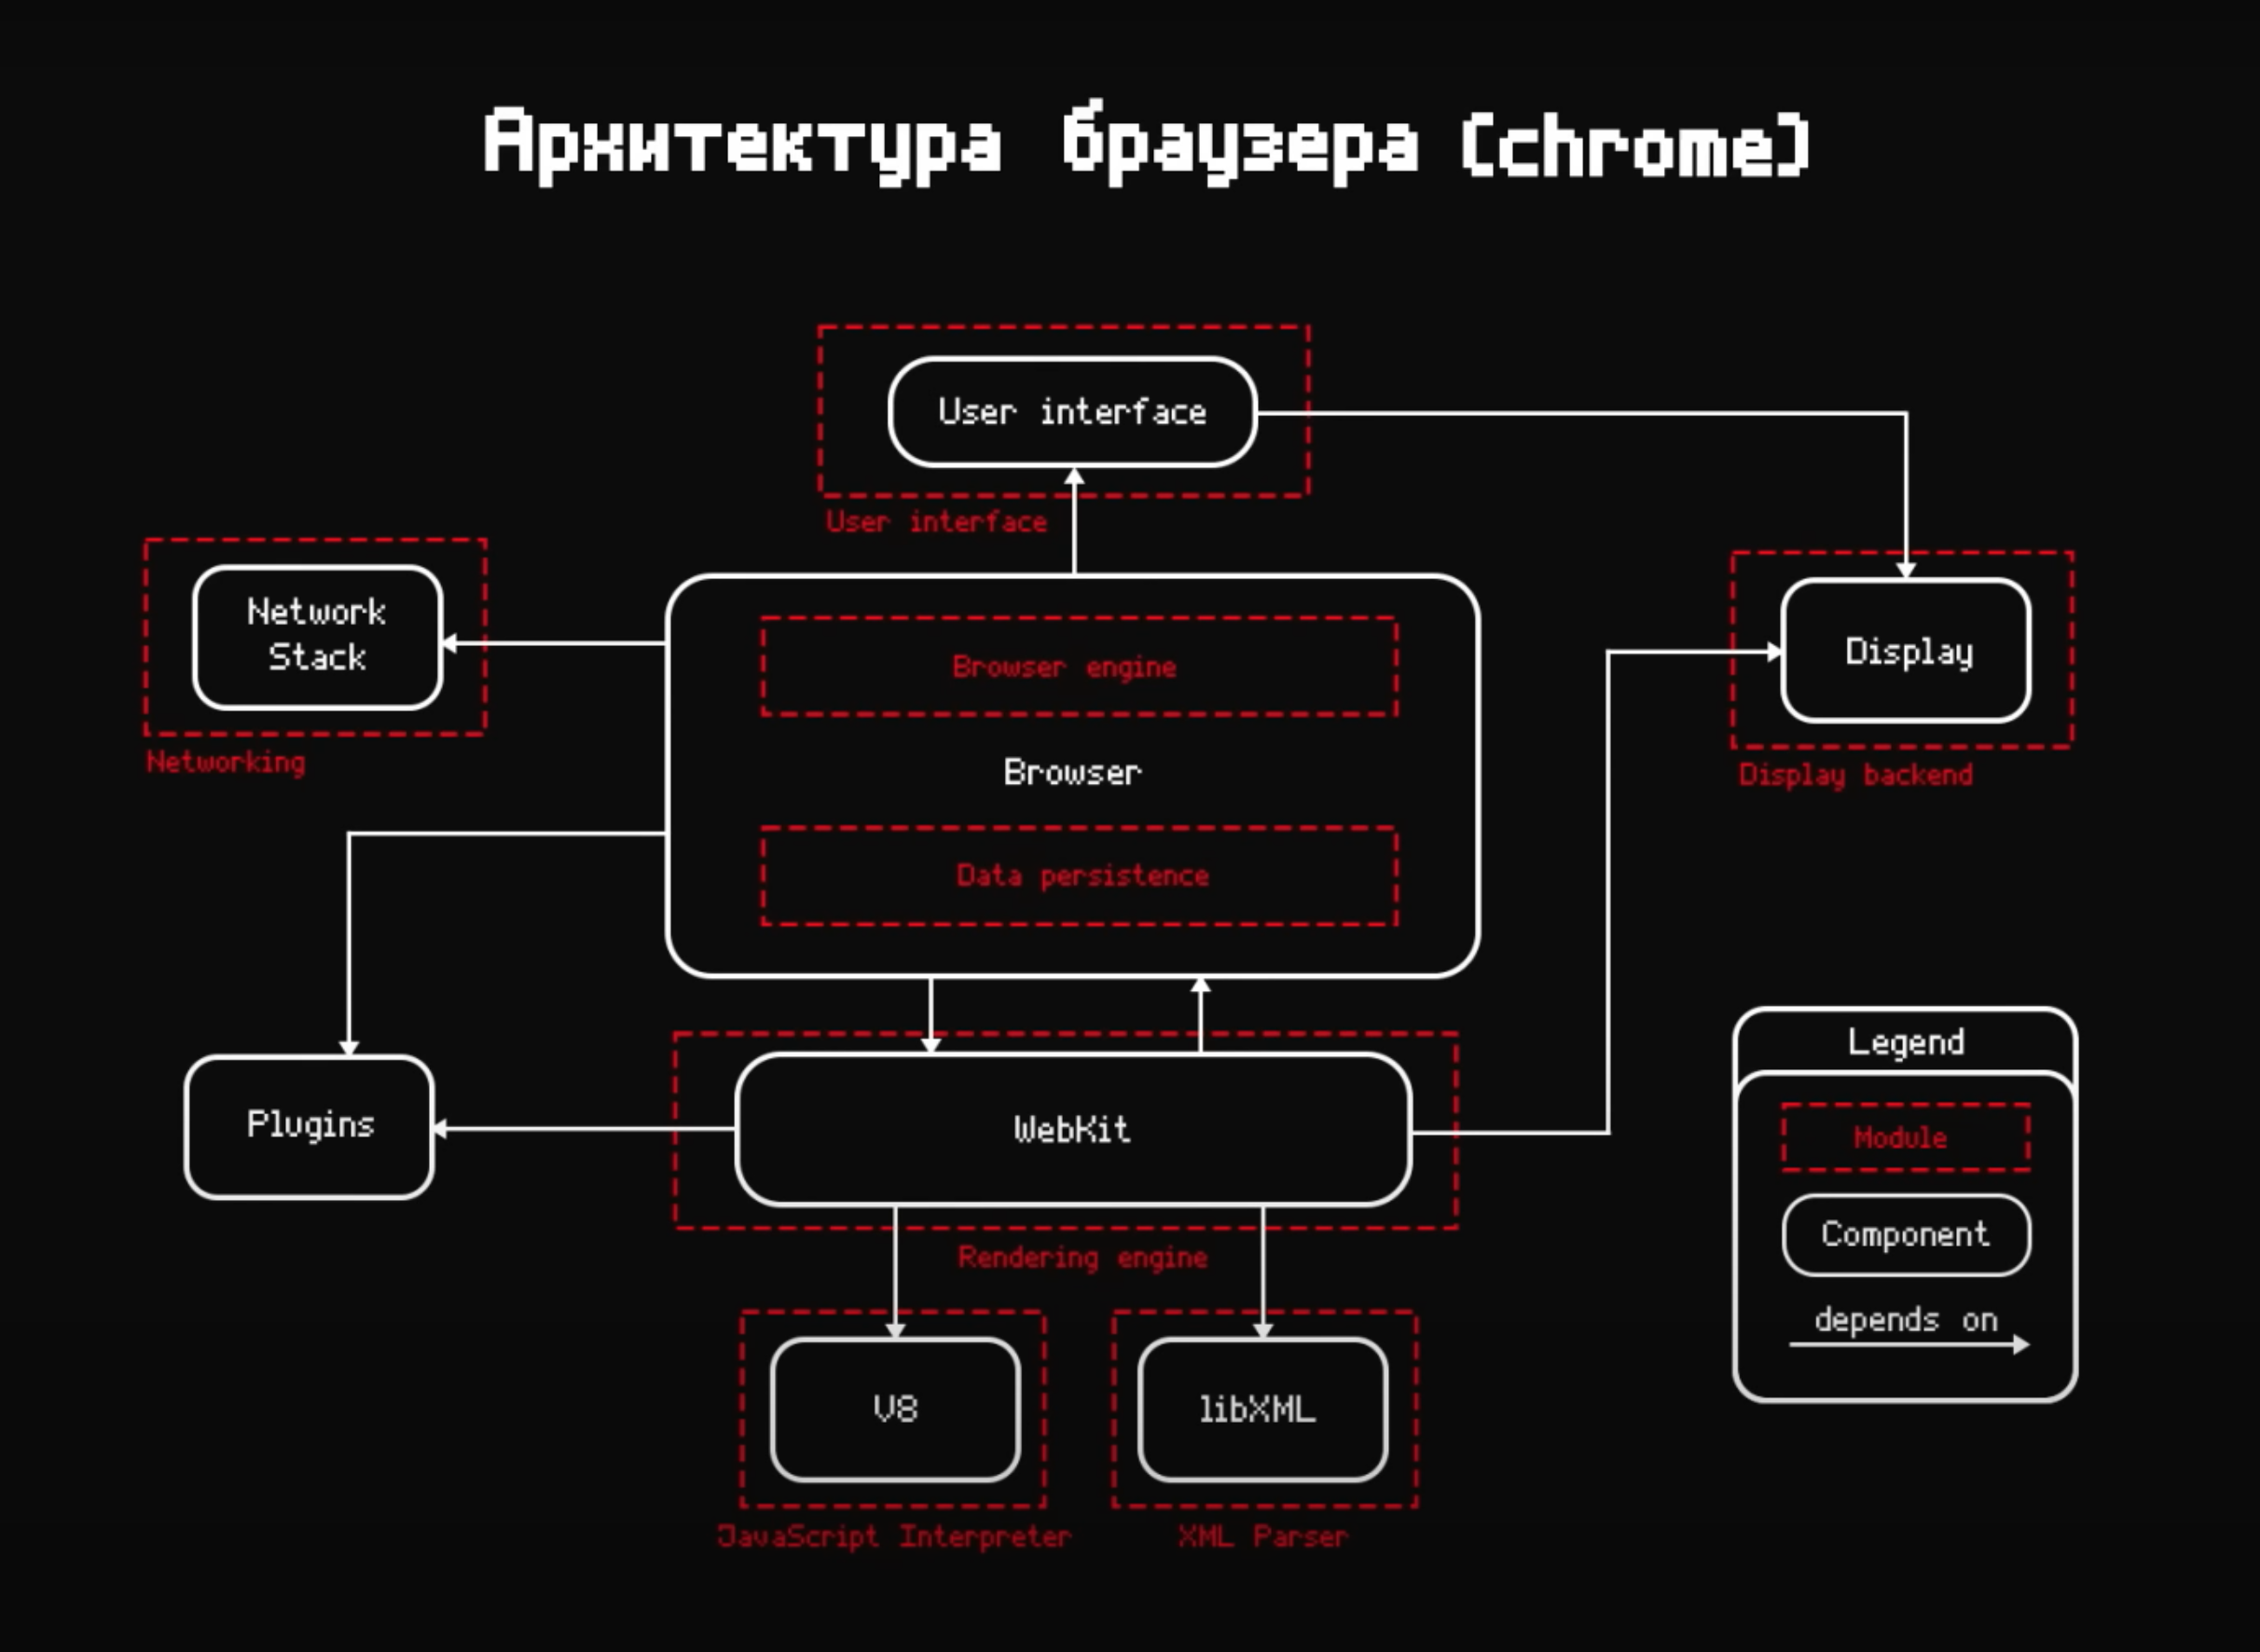 Архитектура браузера (chrome)
User interface
User interface
Network
Stack
Networking
Browser engine
Browser
Data persistence
Display
Display backend
Plugins
WebKit
Rendering engine
V8
JavaScript Interpreter
libXML
XML Parser
Legend
Module
Component
depends on